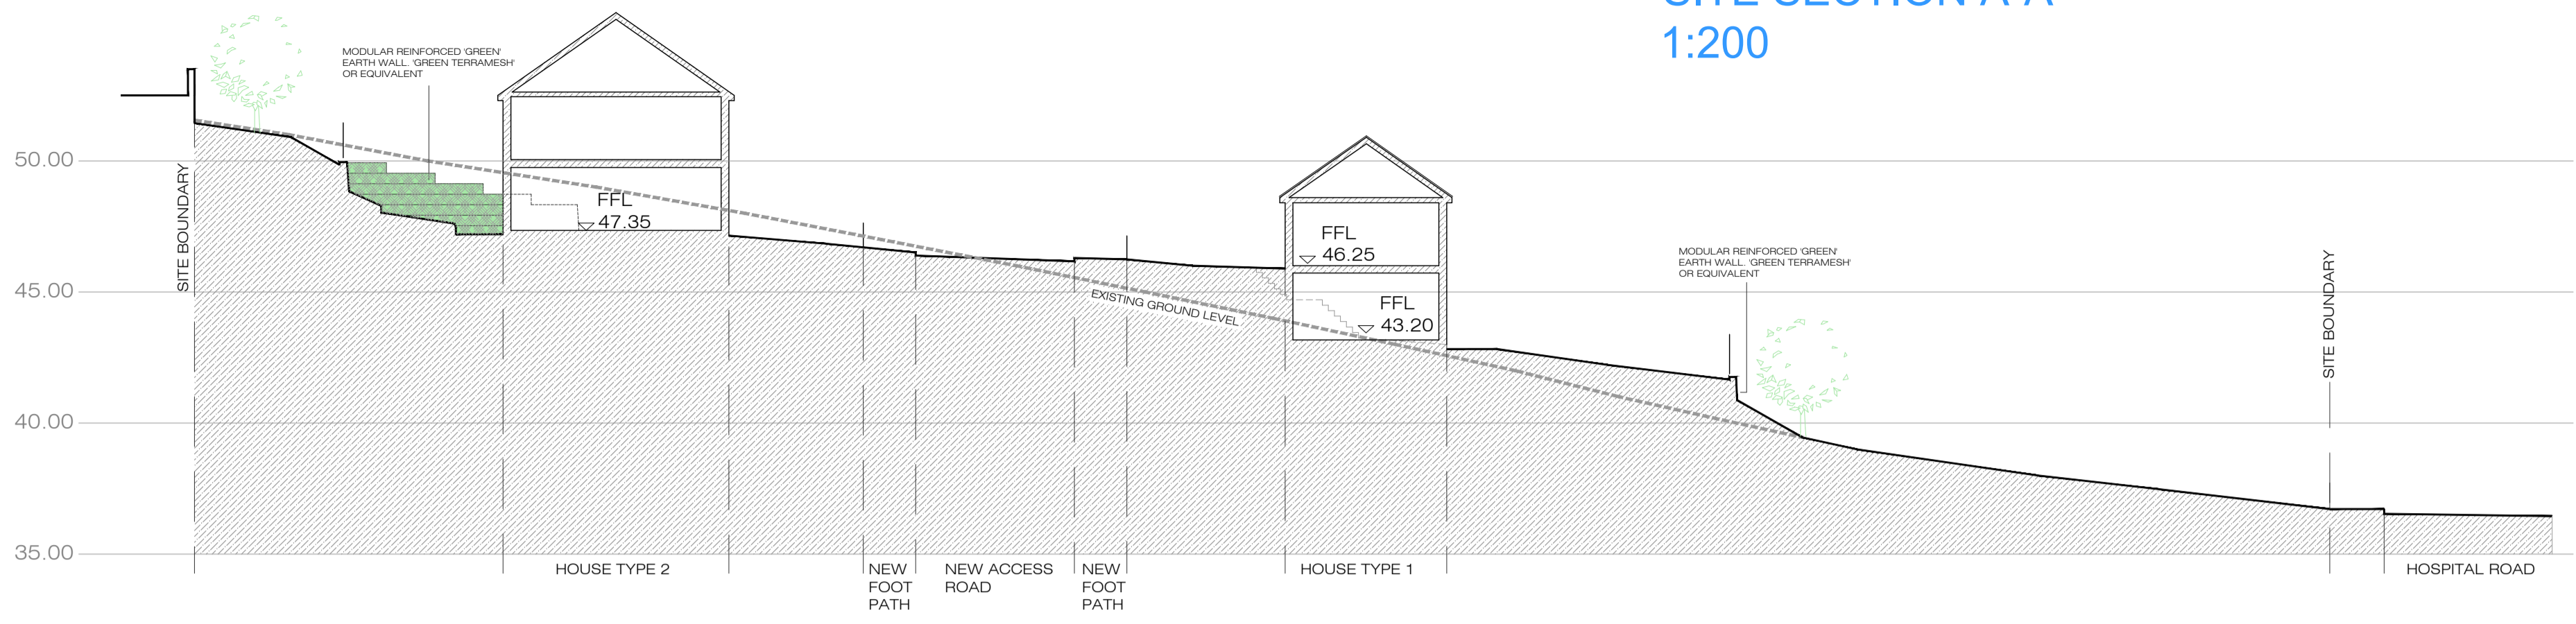 SITE SECTION A-A
1:200
MODULAR REINFORCED 'GREEN'
EARTH WALL. 'GREEN TERRAMESH'
OR EQUIVALENT
50.00
45.00
40.00
35.00
SITE BOUNDARY
FFL
47.35
EXISTING GROUND LEVEL
FFL
46.25
FFL
43.20
MODULAR REINFORCED 'GREEN'
EARTH WALL. 'GREEN TERRAMESH'
OR EQUIVALENT
SITE BOUNDARY
HOUSE TYPE 2
NEW
FOOT
PATH
NEW ACCESS
ROAD
NEW
FOOT
PATH
HOUSE TYPE 1
HOSPITAL ROAD